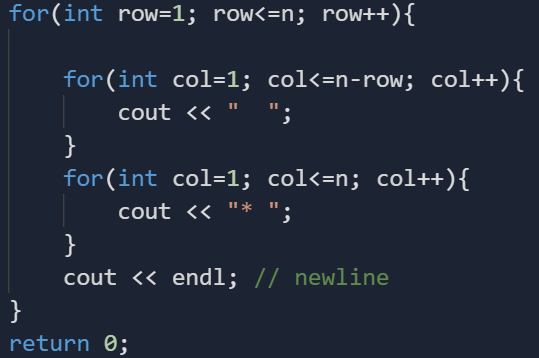 for(int row=1; row<=n; row++){
for(int col=1; col<=n-row; col++){
cout << "  ";
}
for(int col=1; col<=n; col++){
cout << "* ";
}
cout << endl; // newline
}
return 0;